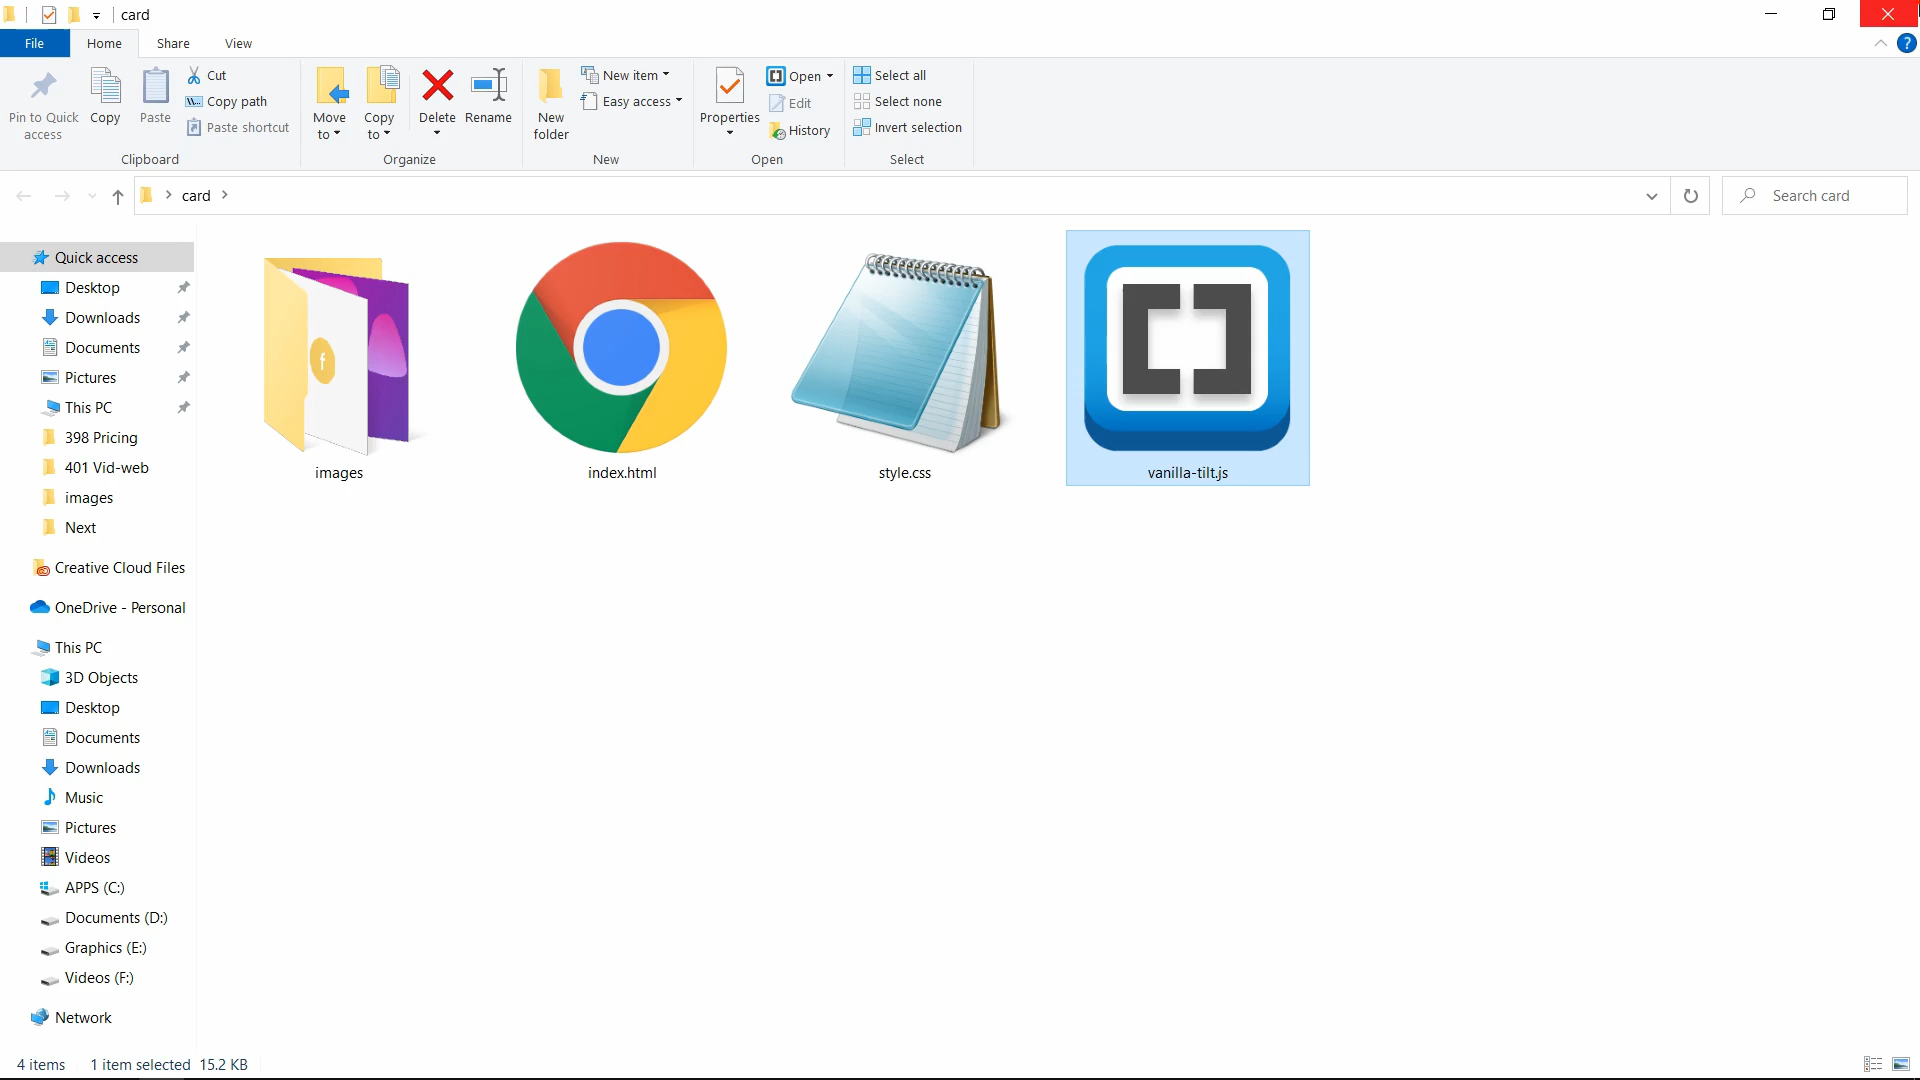 card
File Home Share View
Pin to Quick access
Copy
Paste
Cut
Copy path
Paste shortcut
Clipboard
Move to
Copy to
Delete
Rename
Organize
New folder
New item
Easy access
New
Properties
Open
Edit
History
Open
Select all
Select none
Invert selection
Select
card
Search card
Quick access
Desktop
Downloads
Documents
Pictures
This PC
398 Pricing
401 Vid-web
images
Next
Creative Cloud Files
OneDrive - Personal
This PC
3D Objects
Desktop
Documents
Downloads
Music
Pictures
Videos
APPS (C:)
Documents (D:)
Graphics (E:)
Videos (F:)
Network
f
images
index.html
style.css
vanilla-tilt.js
4 items 1 item selected 15.2 KB